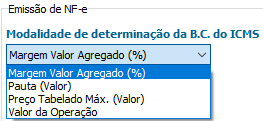 Emissão de NF-e
Modalidade de determinação da B.C. do ICMS
Margem Valor Agregado (%)
Margem Valor Agregado (%)
Pauta (Valor)
Preço Tabelado Máx. (Valor)
Valor da Operação